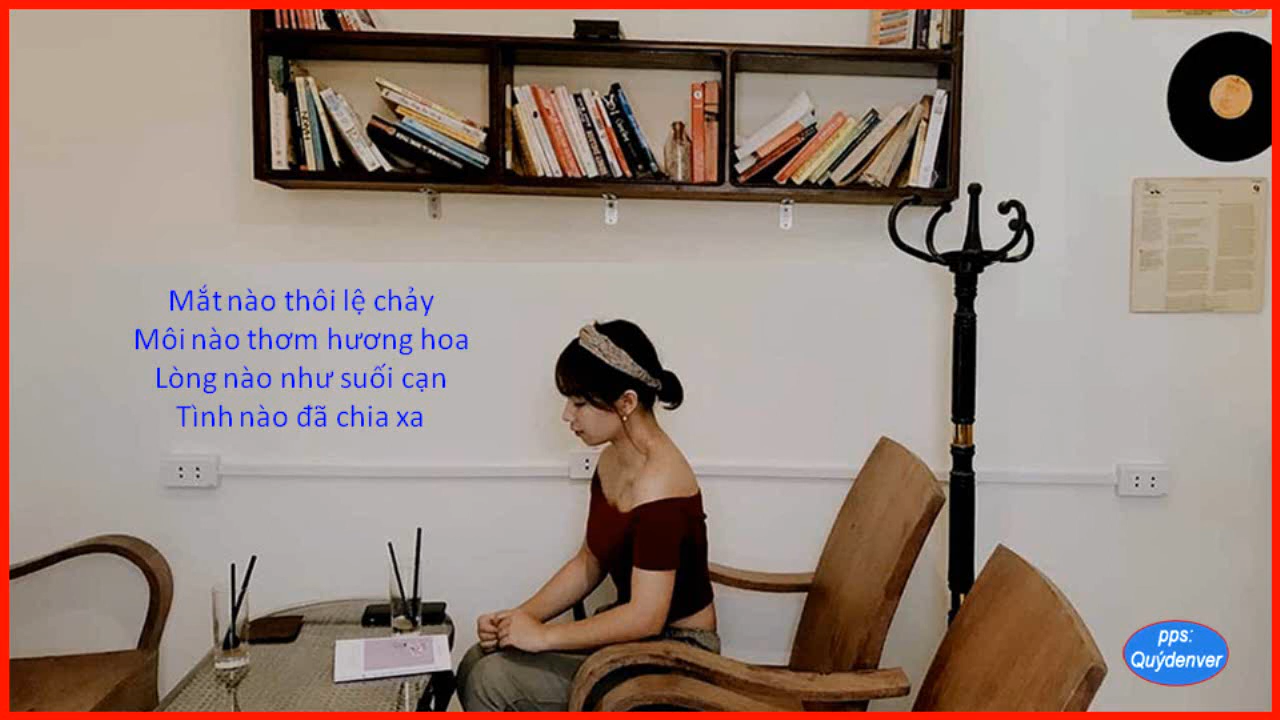 Mắt nào thôi lệ chảy
Môi nào thơm hương hoa
Lòng nào như suối cạn
Tình nào đã chia xa
pps:
Quýdenver